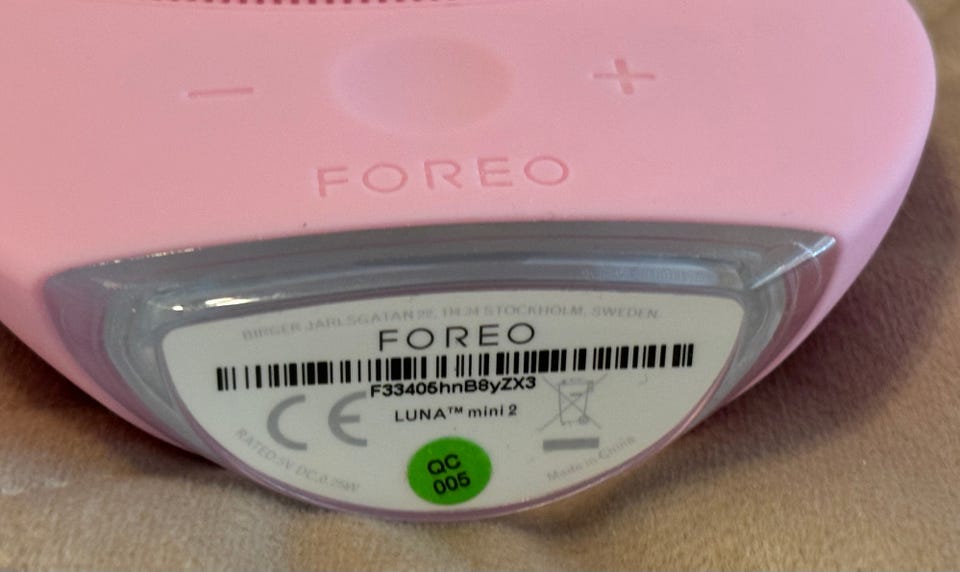 − +
FOREO
BIRGER JARLSGATAN 22, 114 34 STOCKHOLM, SWEDEN.
FOREO
F33405hnB8yZX3
LUNA™ mini 2
CE
RATED:5V DC,0.25W
Made in China
QC
005